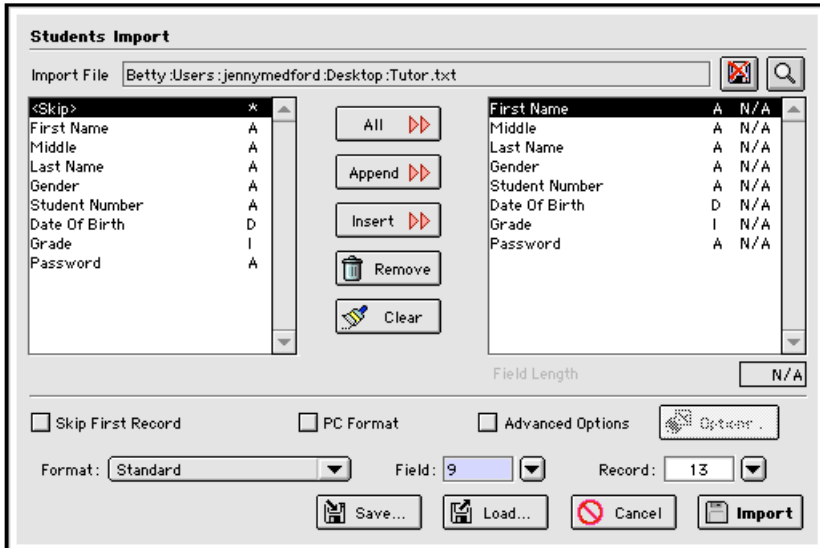 Students Import
Import File Betty:Users:jennymedford:Desktop:Tutor.txt
<Skip> *
First Name A
Middle A
Last Name A
Gender A
Student Number A
Date Of Birth D
Grade I
Password A
All
Append
Insert
Remove
Clear
First Name A N/A
Middle A N/A
Last Name A N/A
Gender A N/A
Student Number A N/A
Date Of Birth D N/A
Grade I N/A
Password A N/A
Field Length N/A
Skip First Record PC Format Advanced Options Options...
Format: Standard Field: 9 Record: 13
Save... Load... Cancel Import